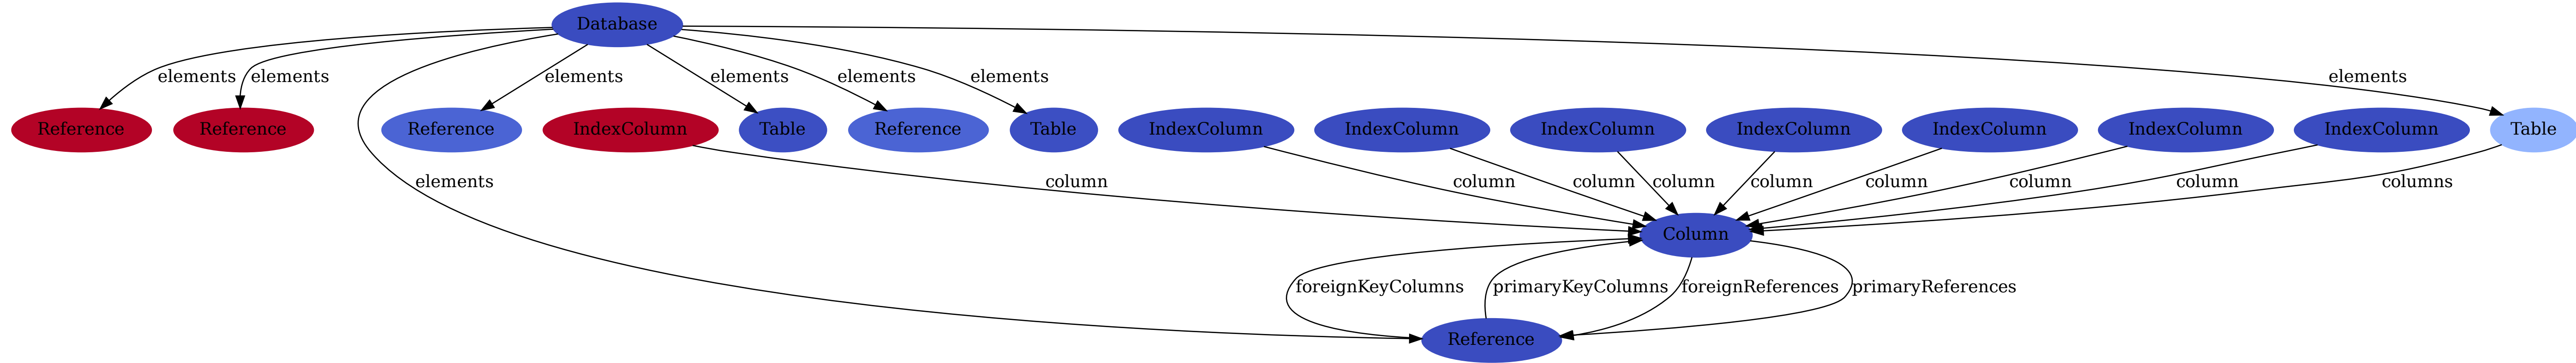 Database
elements elements elements elements elements elements elements
Reference Reference Reference IndexColumn Table Reference Table IndexColumn IndexColumn IndexColumn IndexColumn IndexColumn IndexColumn IndexColumn Table
elements column column column column column column column column columns
Column
foreignKeyColumns primaryKeyColumns foreignReferences primaryReferences
Reference